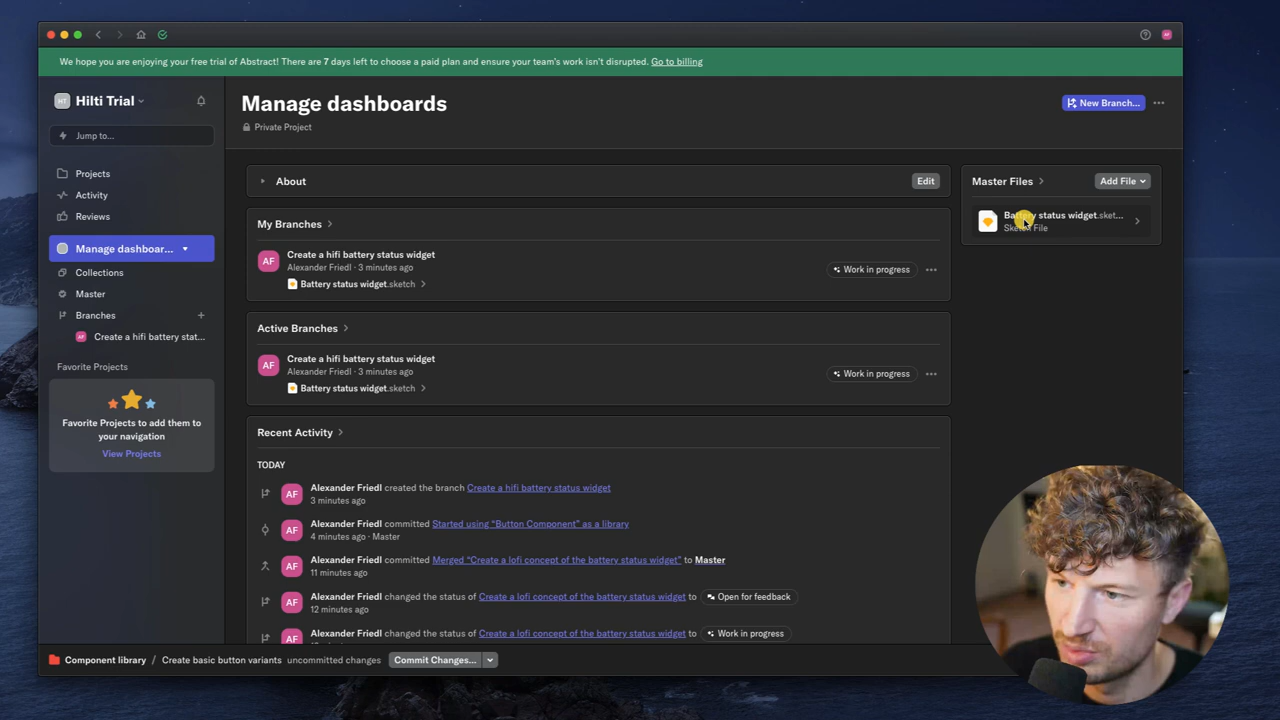 We hope you are enjoying your free trial of Abstract! There are 7 days left to choose a paid plan and ensure your team's work isn't disrupted. Go to billing
HT Hilti Trial
Jump to...
Projects
Activity
Reviews
Manage dashboar...
Collections
Master
Branches
Create a hifi battery stat...
Favorite Projects
Favorite Projects to add them to
your navigation
View Projects
Manage dashboards
Private Project
New Branch...
About
Edit
My Branches
AF
Create a hifi battery status widget
Alexander Friedl · 3 minutes ago
Battery status widget.sketch
Work in progress
Active Branches
AF
Create a hifi battery status widget
Alexander Friedl · 3 minutes ago
Battery status widget.sketch
Work in progress
Recent Activity
TODAY
AF Alexander Friedl created the branch Create a hifi battery status widget
3 minutes ago
AF Alexander Friedl committed Started using “Button Component” as a library
4 minutes ago · Master
AF Alexander Friedl committed Merged “Create a lofi concept of the battery status widget” to Master
11 minutes ago
AF Alexander Friedl changed the status of Create a lofi concept of the battery status widget to Open for feedback
12 minutes ago
AF Alexander Friedl changed the status of Create a lofi concept of the battery status widget to Work in progress
Master Files
Add File
Battery status widget.sket...
Sketch File
Component library / Create basic button variants uncommitted changes Commit Changes...